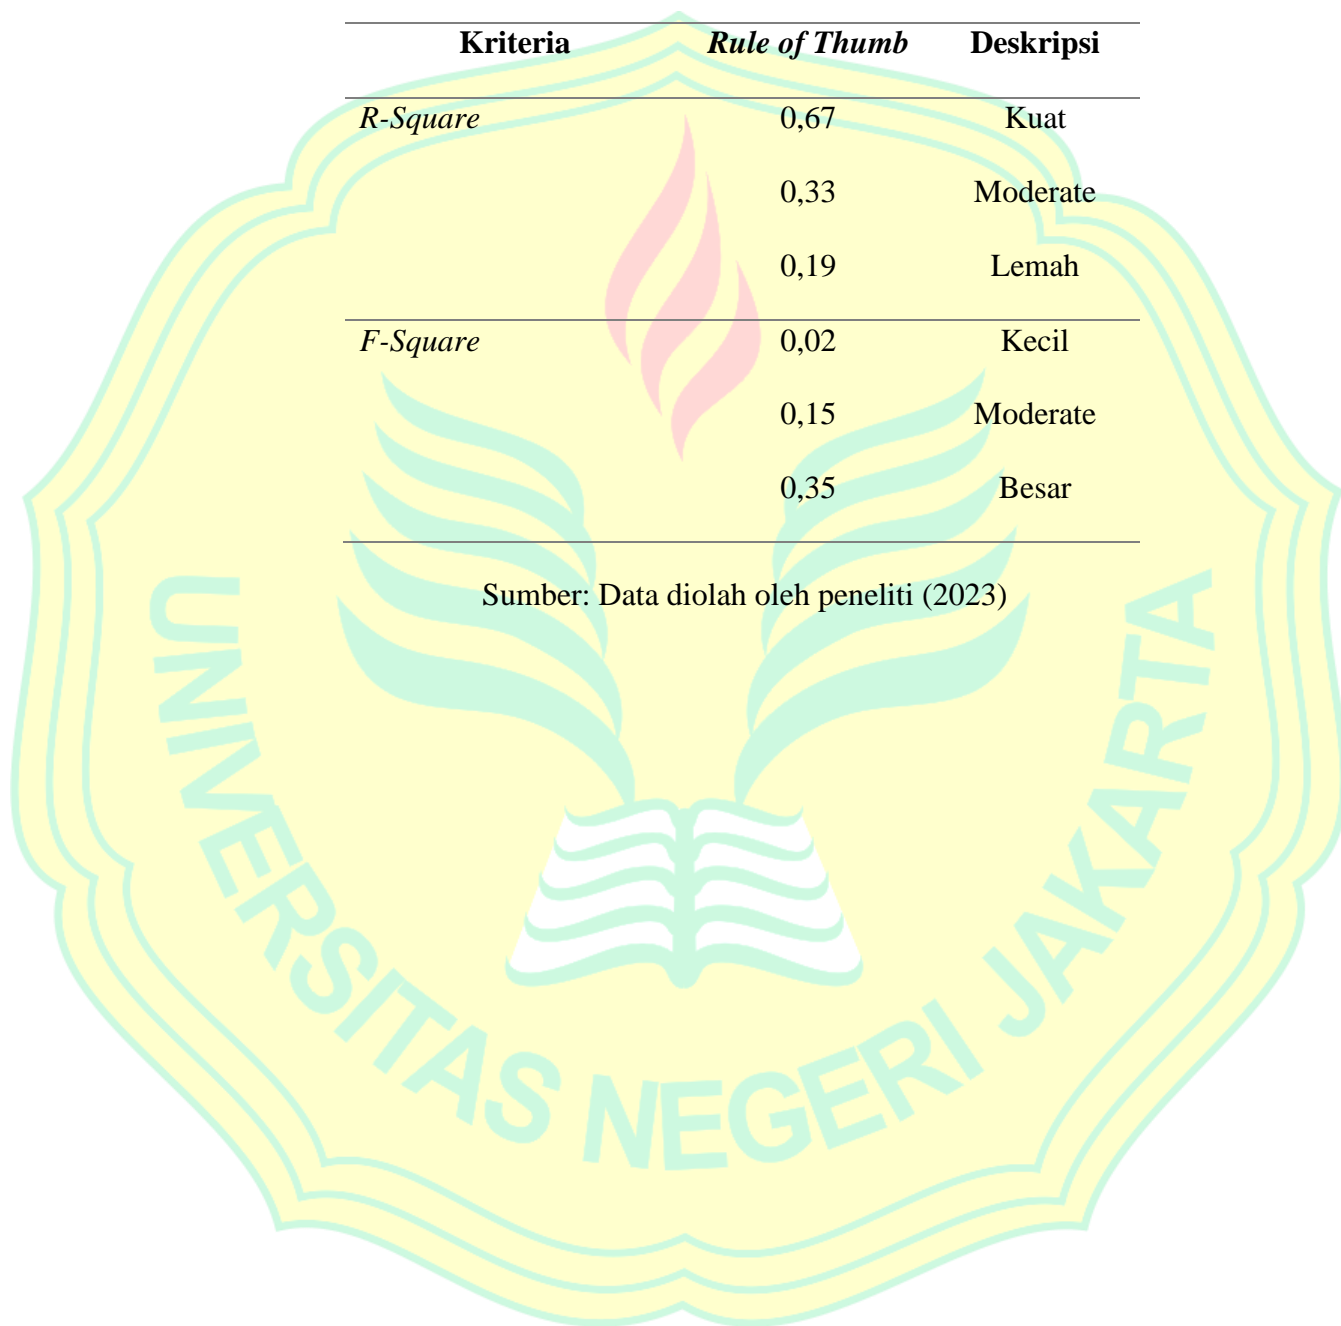 Kriteria Rule of Thumb Deskripsi
R-Square 0,67 Kuat
0,33 Moderate
0,19 Lemah
F-Square 0,02 Kecil
0,15 Moderate
0,35 Besar
Sumber: Data diolah oleh peneliti (2023)
UNIVERSITAS NEGERI JAKARTA